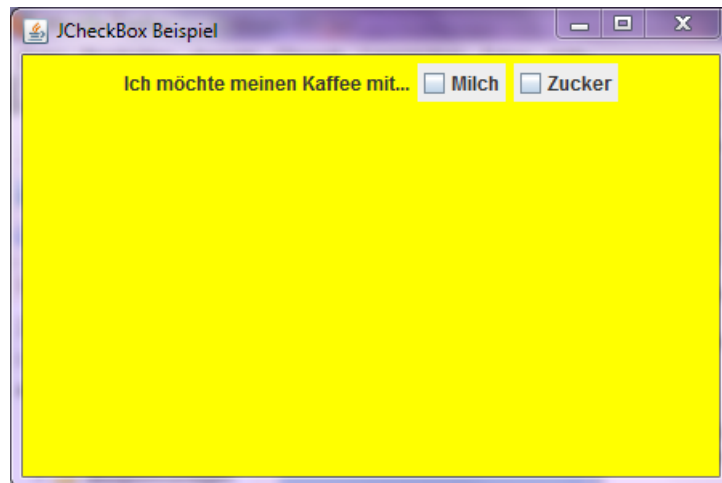 JCheckBox Beispiel
Ich möchte meinen Kaffee mit... Milch Zucker